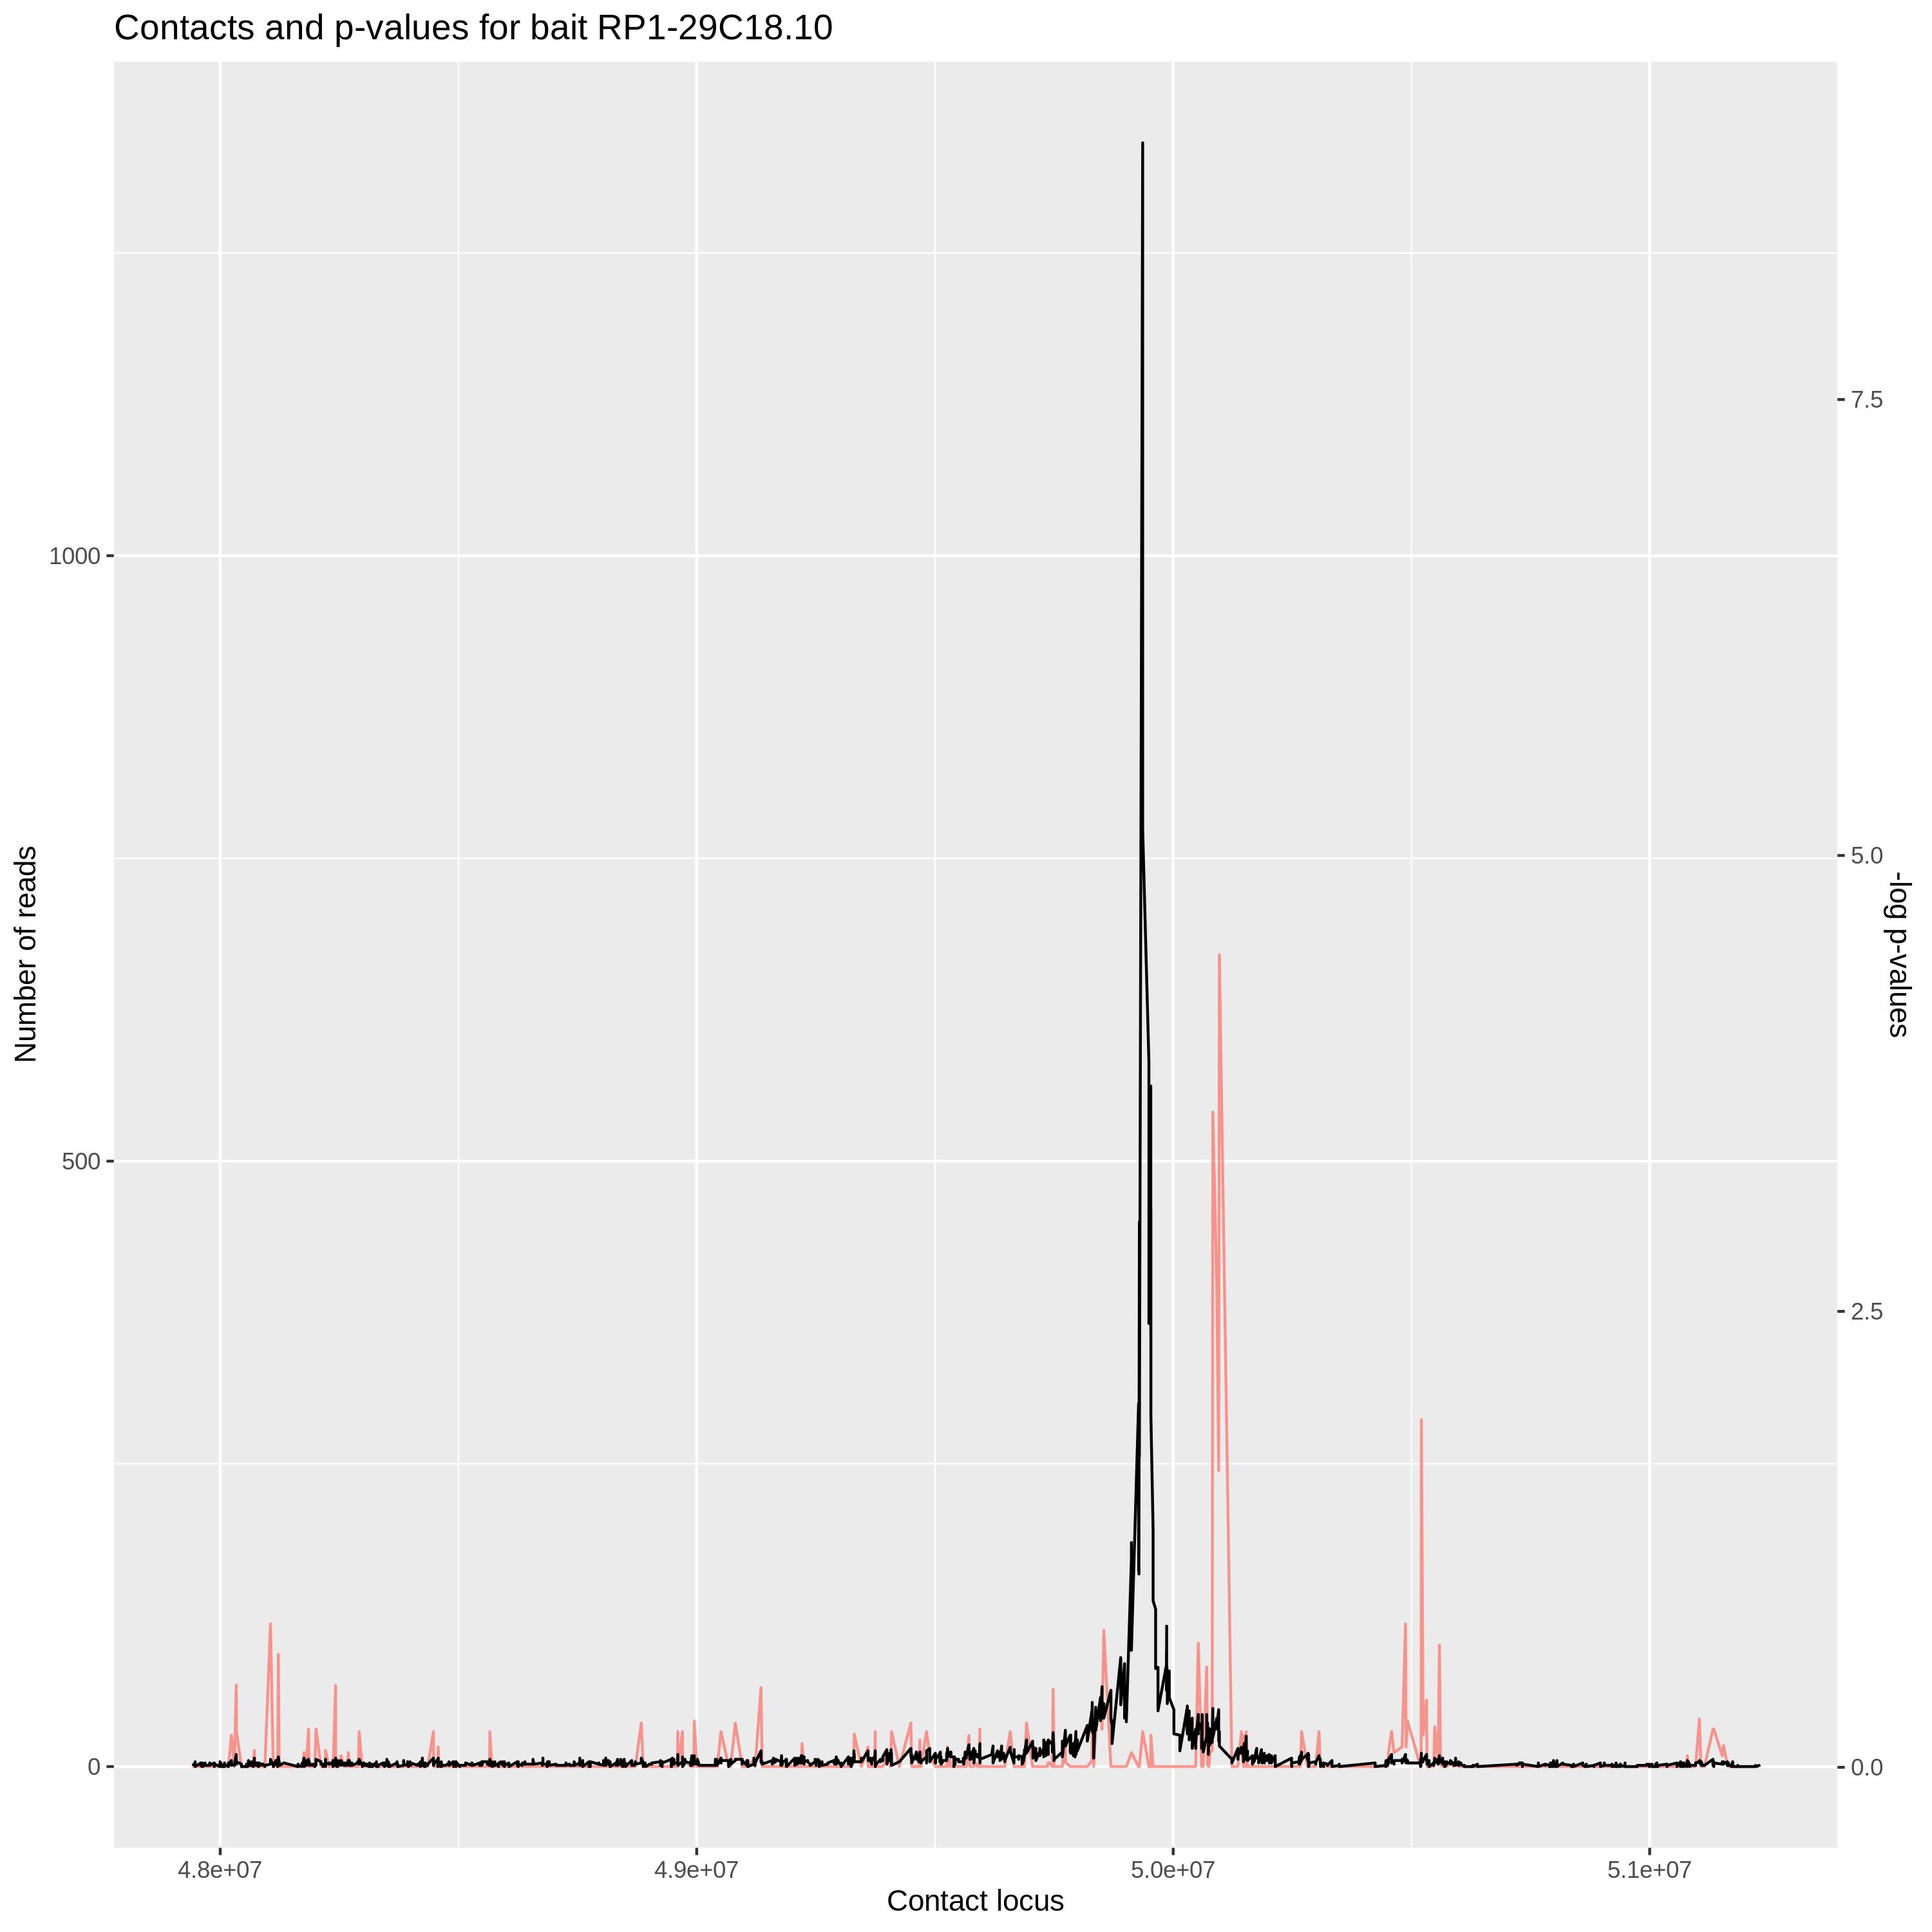 Contacts and p-values for bait RP1-29C18.10
Number of reads
1000
500
0
7.5
5.0
2.5
0.0
-log p-values
4.8e+07
4.9e+07
5.0e+07
5.1e+07
Contact locus